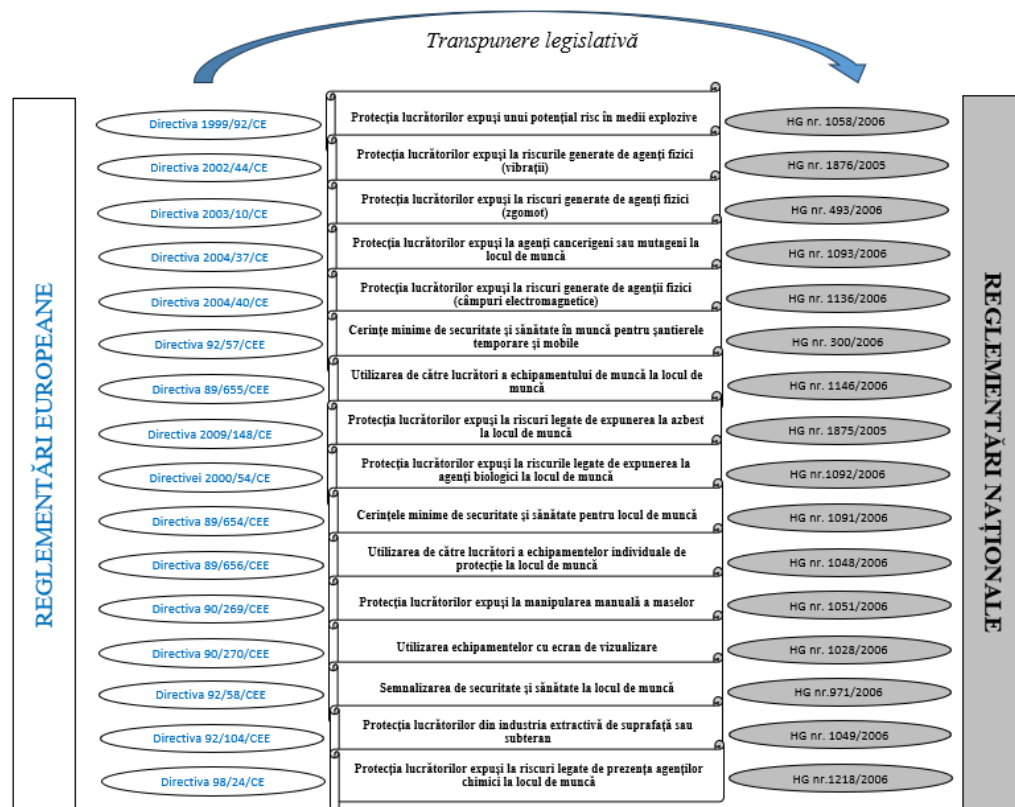 Transpunere legislativă
REGLEMENTĂRI EUROPENE
Directiva 1999/92/CE
Protecția lucrătorilor expuși unui potențial risc în medii explozive
HG nr. 1058/2006
Directiva 2002/44/CE
Protecția lucrătorilor expuși la riscurile generate de agenți fizici
(vibrații)
HG nr. 1876/2005
Directiva 2003/10/CE
Protecția lucrătorilor expuși la riscuri generate de agenți fizici
(zgomot)
HG nr. 493/2006
Directiva 2004/37/CE
Protecția lucrătorilor expuși la agenți cancerigeni sau mutageni la
locul de muncă
HG nr. 1093/2006
Directiva 2004/40/CE
Protecția lucrătorilor expuși la riscuri generate de agenții fizici
(câmpuri electromagnetice)
HG nr. 1136/2006
Directiva 92/57/CEE
Cerințe minime de securitate și sănătate în muncă pentru șantierele
temporare și mobile
HG nr. 300/2006
Directiva 89/655/CEE
Utilizarea de către lucrători a echipamentului de muncă la locul de
muncă
HG nr. 1146/2006
Directiva 2009/148/CE
Protecția lucrătorilor expuși la riscuri legate de expunerea la azbest
la locul de muncă
HG nr. 1875/2005
Directivei 2000/54/CE
Protecția lucrătorilor expuși la riscurile legate de expunerea la
agenți biologici la locul de muncă
HG nr.1092/2006
Directiva 89/654/CEE
Cerințele minime de securitate și sănătate pentru locul de muncă
HG nr. 1091/2006
Directiva 89/656/CEE
Utilizarea de către lucrători a echipamentelor individuale de
protecție la locul de muncă
HG nr. 1048/2006
Directiva 90/269/CEE
Protecția lucrătorilor expuși la manipularea manuală a maselor
HG nr. 1051/2006
Directiva 90/270/CEE
Utilizarea echipamentelor cu ecran de vizualizare
HG nr. 1028/2006
Directiva 92/58/CEE
Semnalizarea de securitate și sănătate la locul de muncă
HG nr.971/2006
Directiva 92/104/CEE
Protecția lucrătorilor din industria extractivă de suprafață sau
subteran
HG nr. 1049/2006
Directiva 98/24/CE
Protecția lucrătorilor expuși la riscuri legate de prezența agenților
chimici la locul de muncă
HG nr.1218/2006
REGLEMENTĂRI NAȚIONALE